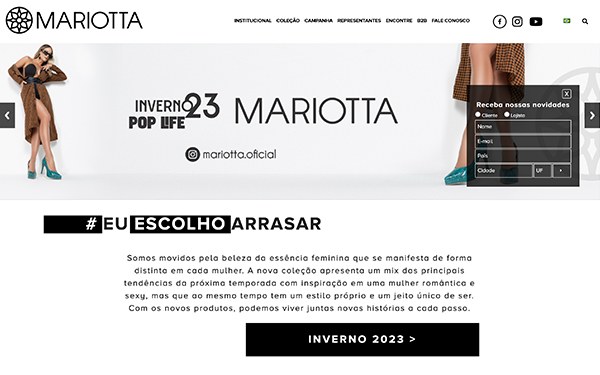 MARIOTTA
INSTITUCIONAL COLEÇÃO CAMPANHA REPRESENTANTES ENCONTRE B2B FALE CONOSCO
INVERNO 23
POP LIFE
MARIOTTA
mariotta.oficial
X
Receba nossas novidades
Cliente Lojista
Nome
E-mail
País
Cidade UF
#EU ESCOLHO ARRASAR
Somos movidos pela beleza da essência feminina que se manifesta de forma
distinta em cada mulher. A nova coleção apresenta um mix das principais
tendências da próxima temporada com inspiração em uma mulher romântica e
sexy, mas que ao mesmo tempo tem um estilo próprio e um jeito único de ser.
Com os novos produtos, podemos viver juntas novas histórias a cada passo.
INVERNO 2023 >